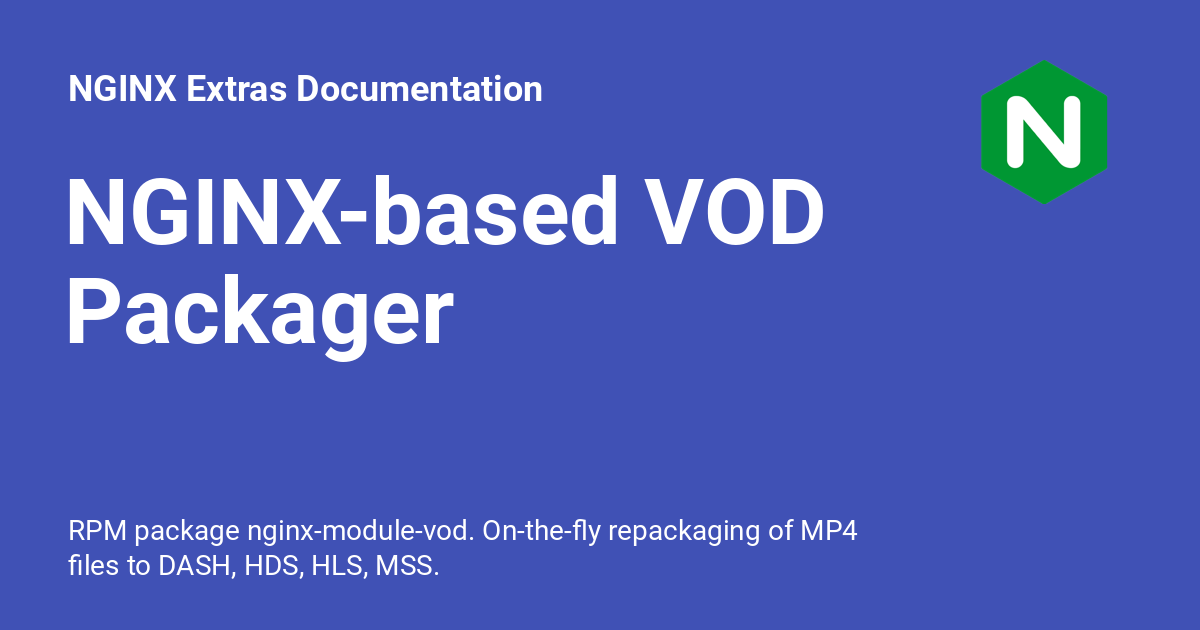 NGINX Extras Documentation
N
NGINX-based VOD
Packager
RPM package nginx-module-vod. On-the-fly repackaging of MP4
files to DASH, HDS, HLS, MSS.